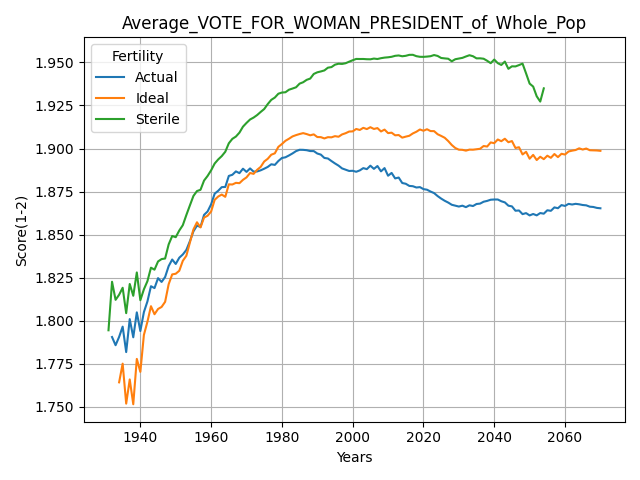 Average_VOTE_FOR_WOMAN_PRESIDENT_of_Whole_Pop
Fertility
Actual
Ideal
Sterile
Score(1-2)
1.950
1.925
1.900
1.875
1.850
1.825
1.800
1.775
1.750
1940 1960 1980 2000 2020 2040 2060
Years